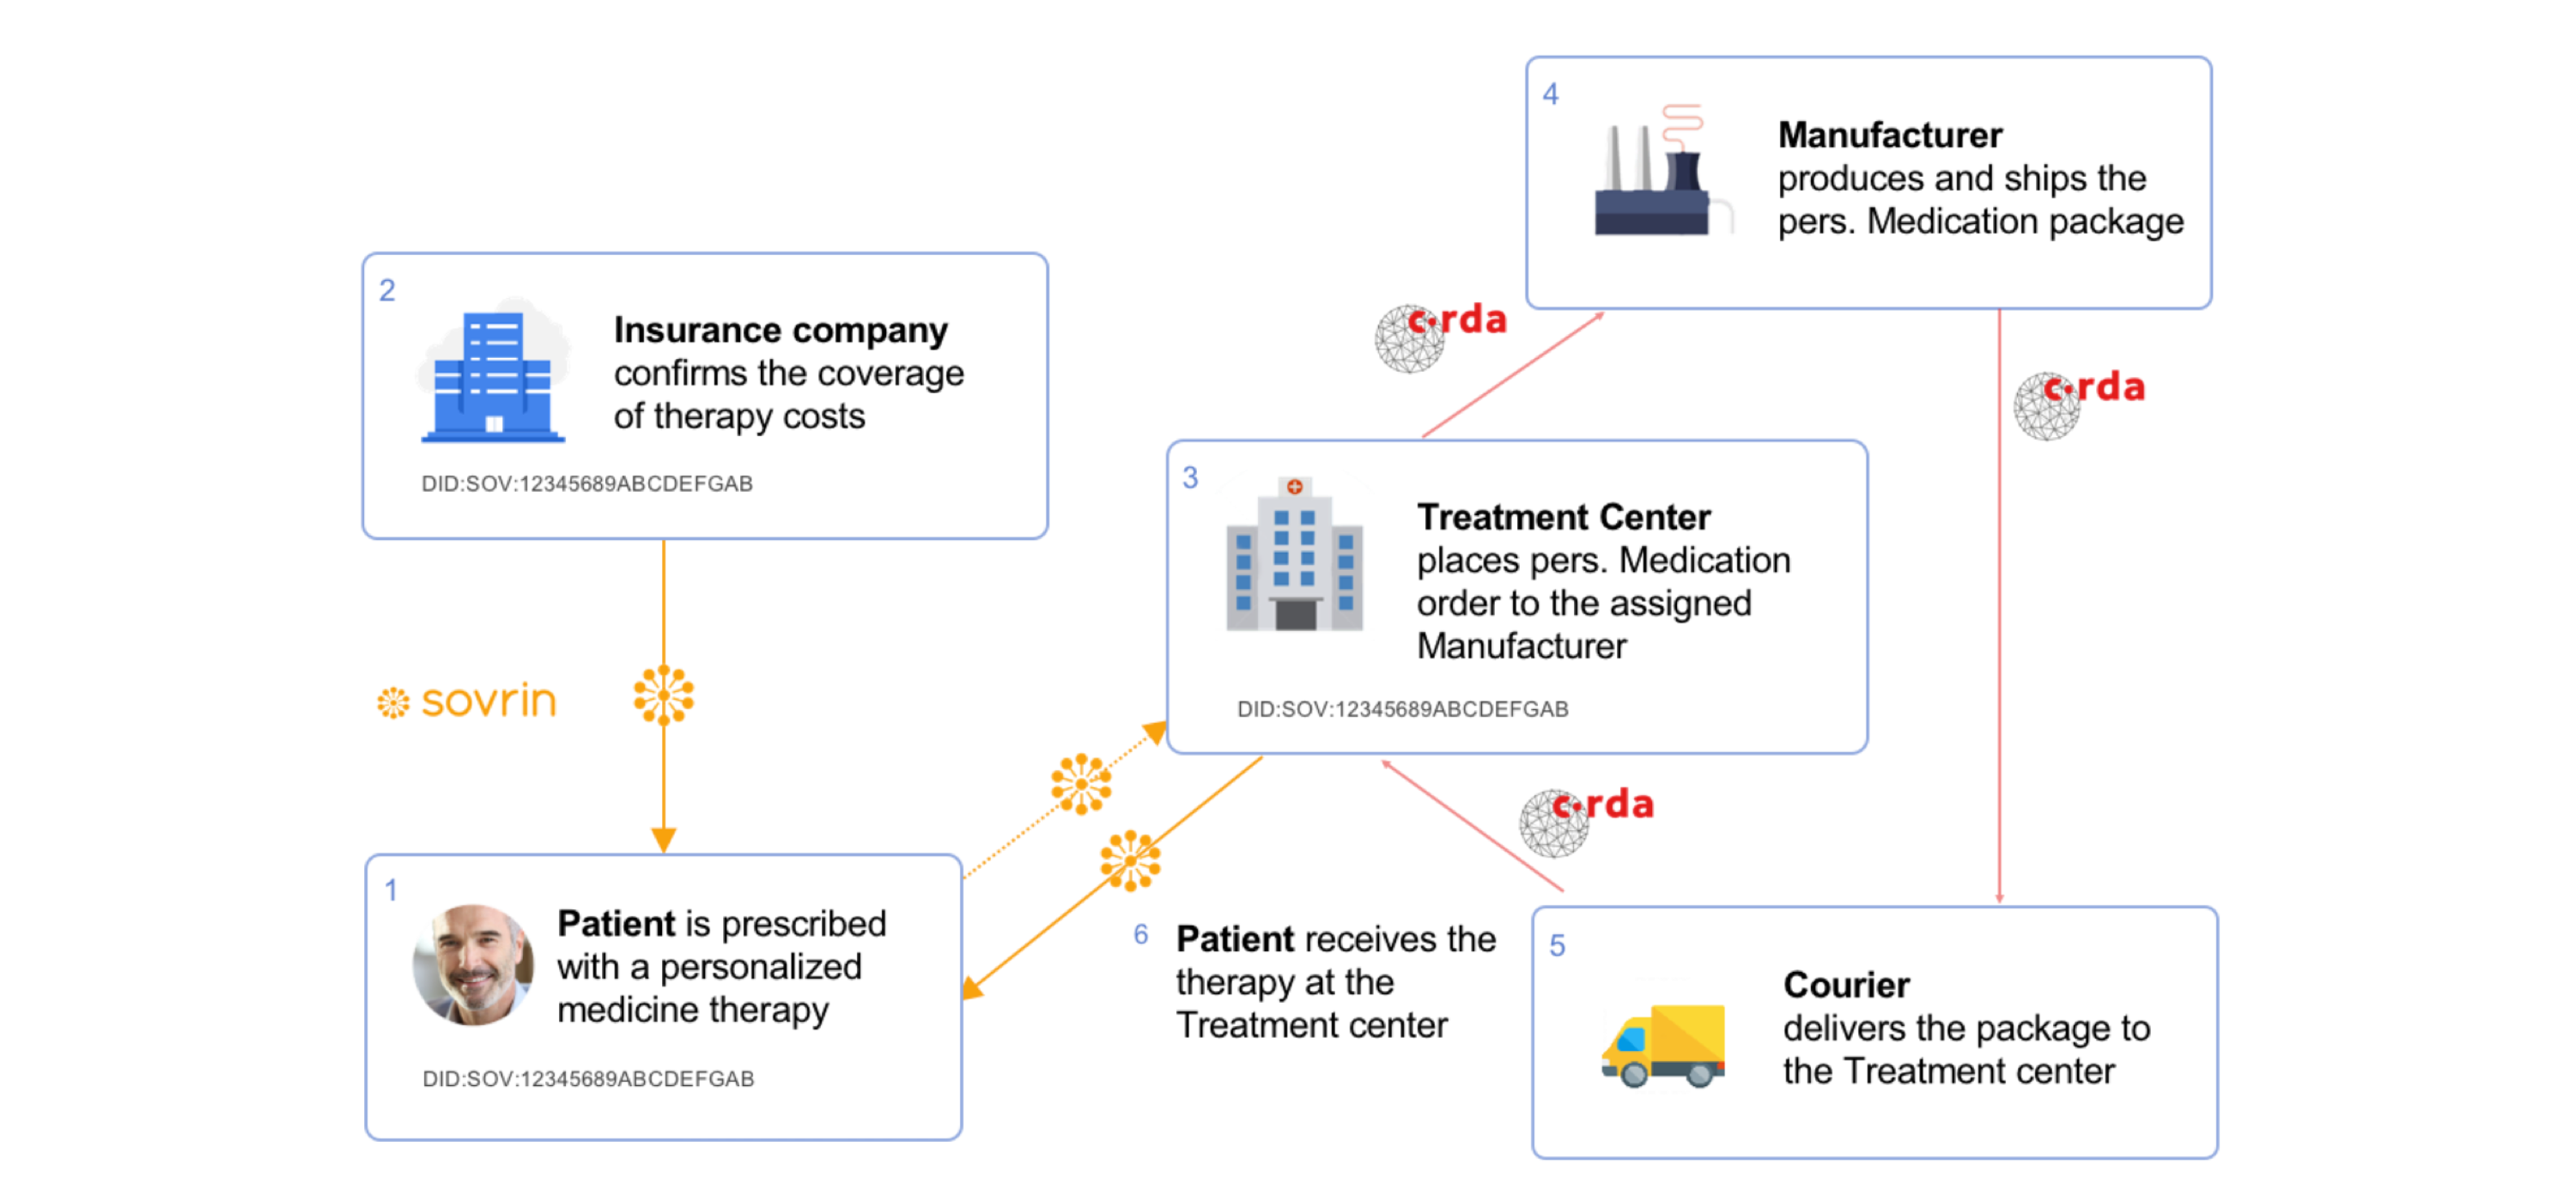 1
Patient is prescribed
with a personalized
medicine therapy
DID:SOV:12345689ABCDEFGAB
2
Insurance company
confirms the coverage
of therapy costs
DID:SOV:12345689ABCDEFGAB
sovrin
3
Treatment Center
places pers. Medication
order to the assigned
Manufacturer
DID:SOV:12345689ABCDEFGAB
c·rda
4
Manufacturer
produces and ships the
pers. Medication package
c·rda
5
Courier
delivers the package to
the Treatment center
c·rda
6
Patient receives the
therapy at the
Treatment center